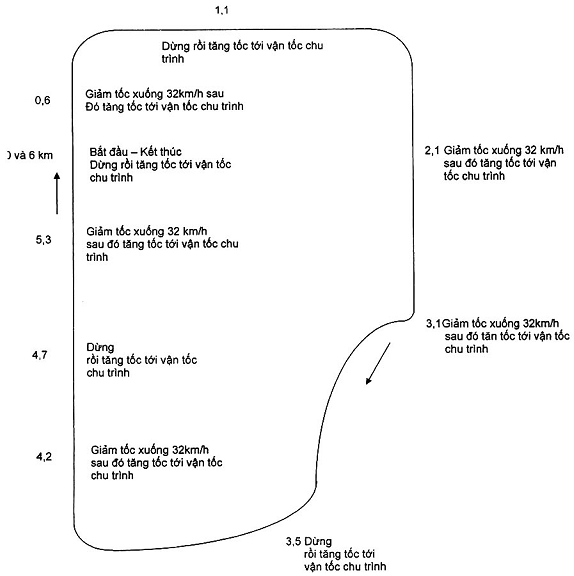 1,1
Dừng rồi tăng tốc tới vận tốc chu
trình
0,6
Giảm tốc xuống 32km/h sau
Đó tăng tốc tới vận tốc chu trình
) và 6 km
Bắt đầu – Kết thúc
Dừng rồi tăng tốc tới vận tốc
chu trình
2,1 Giảm tốc xuống 32 km/h
sau đó tăng tốc tới vận
tốc chu trình
5,3
Giảm tốc xuống 32 km/h
sau đó tăng tốc tới vận tốc chu
trình
3,1Giảm tốc xuống 32km/h
sau đó tăn tốc tới vận tốc
chu trình
4,7
Dừng
rồi tăng tốc tới vận tốc
chu trình
4,2
Giảm tốc xuống 32km/h
sau đó tăng tốc tới vận tốc
chu trình
3,5 Dừng
rồi tăng tốc tới
vận tốc chu trình